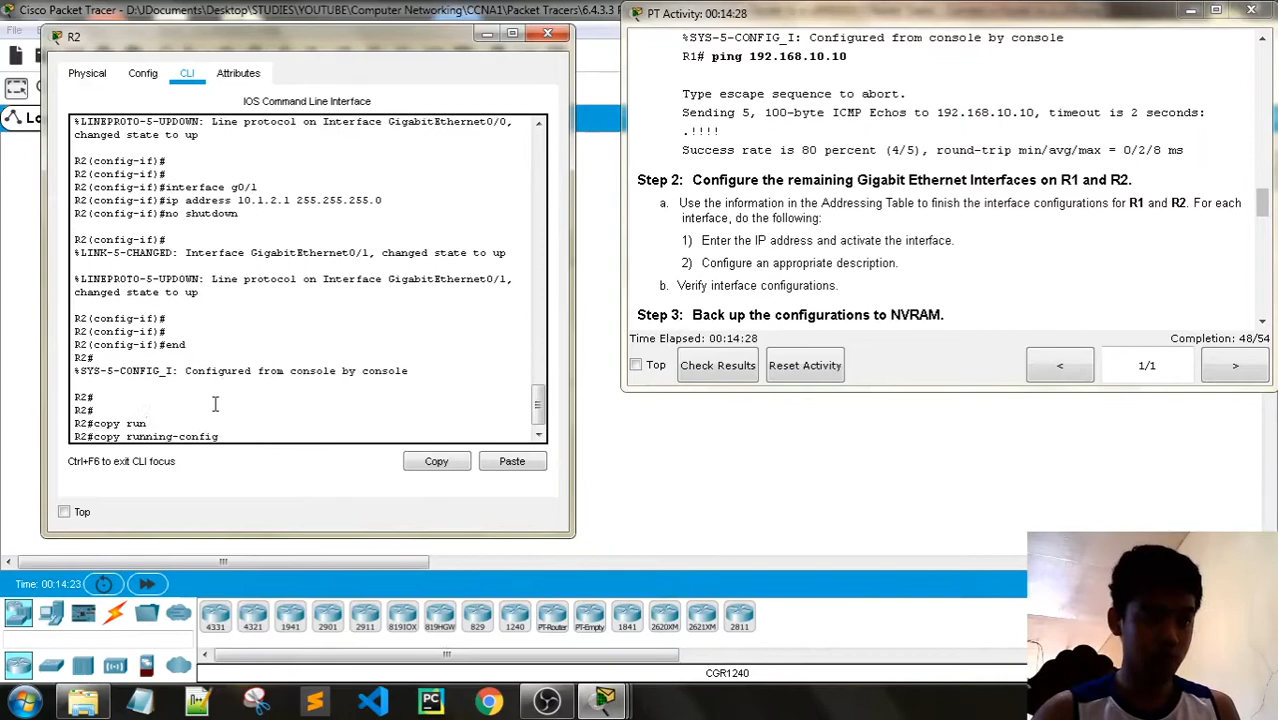 Cisco Packet Tracer - D:\JDocuments\Desktop\STUDIES\YOUTUBE\Computer Networking\CCNA1\Packet Tracers\6.4.3.3
File
Lo
R2
Physical
Config
CLI
Attributes
IOS Command Line Interface
%LINEPROTO-5-UPDOWN: Line protocol on Interface GigabitEthernet0/0,
changed state to up
R2(config-if)#
R2(config-if)#
R2(config-if)#interface g0/1
R2(config-if)#ip address 10.1.2.1 255.255.255.0
R2(config-if)#no shutdown
R2(config-if)#
%LINK-5-CHANGED: Interface GigabitEthernet0/1, changed state to up
%LINEPROTO-5-UPDOWN: Line protocol on Interface GigabitEthernet0/1,
changed state to up
R2(config-if)#
R2(config-if)#
R2(config-if)#end
R2#
%SYS-5-CONFIG_I: Configured from console by console
R2#
R2#
R2#copy run
R2#copy running-config
Ctrl+F6 to exit CLI focus
Copy
Paste
Top
PT Activity: 00:14:28
%SYS-5-CONFIG_I: Configured from console by console
R1# ping 192.168.10.10
Type escape sequence to abort.
Sending 5, 100-byte ICMP Echos to 192.168.10.10, timeout is 2 seconds:
.!!!!
Success rate is 80 percent (4/5), round-trip min/avg/max = 0/2/8 ms
Step 2: Configure the remaining Gigabit Ethernet Interfaces on R1 and R2.
a. Use the information in the Addressing Table to finish the interface configurations for R1 and R2. For each
interface, do the following:
1) Enter the IP address and activate the interface.
2) Configure an appropriate description.
b. Verify interface configurations.
Step 3: Back up the configurations to NVRAM.
Time Elapsed: 00:14:28
Completion: 48/54
Top
Check Results
Reset Activity
<
1/1
>
Time: 00:14:23
4331
4321
1941
2901
2911
819IOX
819HGW
829
1240
PT-Router
PT-Empty
1841
2620XM
2621XM
2811
CGR1240
PC